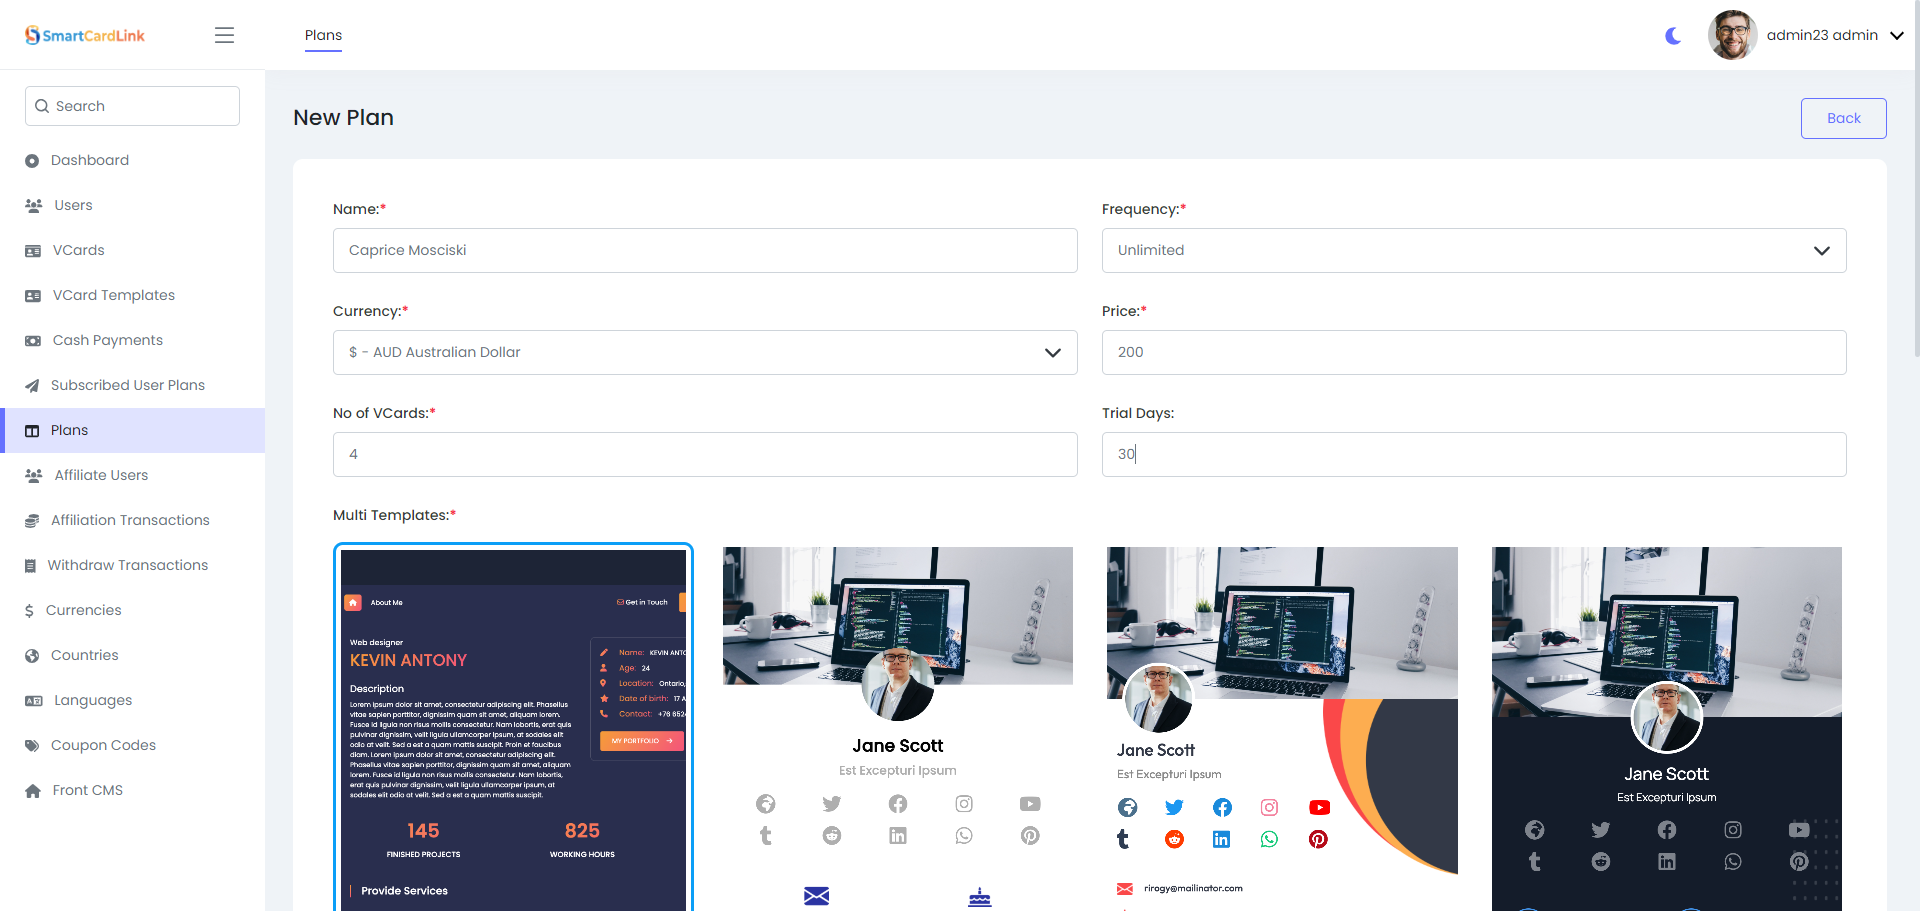 SmartCardLink
Plans
admin23 admin
Search
Dashboard
Users
VCards
VCard Templates
Cash Payments
Subscribed User Plans
Plans
Affiliate Users
Affiliation Transactions
Withdraw Transactions
Currencies
Countries
Languages
Coupon Codes
Front CMS
New Plan
Back
Name:*
Caprice Mosciski
Frequency:*
Unlimited
Currency:*
$ - AUD Australian Dollar
Price:*
200
No of VCards:*
4
Trial Days:
30
Multi Templates:*
About Me
Get in Touch
Web designer
KEVIN ANTONY
Description
Lorem ipsum dolor sit amet, consectetur adipiscing elit. Phasellus
vitae sapien porttitor, dignissim quam sit amet, aliquam lorem.
Fusce id ligula non risus mollis consectetur. Nam lobortis, erat quis
pulvinar dignissim, velit ligula ullamcorper ipsum, at sodales elit
odio at velit. Sed a est a quam mattis suscipit. Proin et faucibus
diam. Lorem ipsum dolor sit amet, consectetur adipiscing elit.
Phasellus vitae sapien porttitor, dignissim quam sit amet, aliquam
lorem. Fusce id ligula non risus mollis consectetur. Nam lobortis,
erat quis pulvinar dignissim, velit ligula ullamcorper ipsum, at
sodales elit odio at velit. Sed a est a quam mattis suscipit.
Name: KEVIN ANTO
Age: 24
Location: Ontario,
Date of birth: 17 A
Contact: +76 652
MY PORTFOLIO
145
FINISHED PROJECTS
825
WORKING HOURS
Provide Services
Jane Scott
Est Excepturi Ipsum
Jane Scott
Est Excepturi Ipsum
rirogy@mailinator.com
Jane Scott
Est Excepturi Ipsum